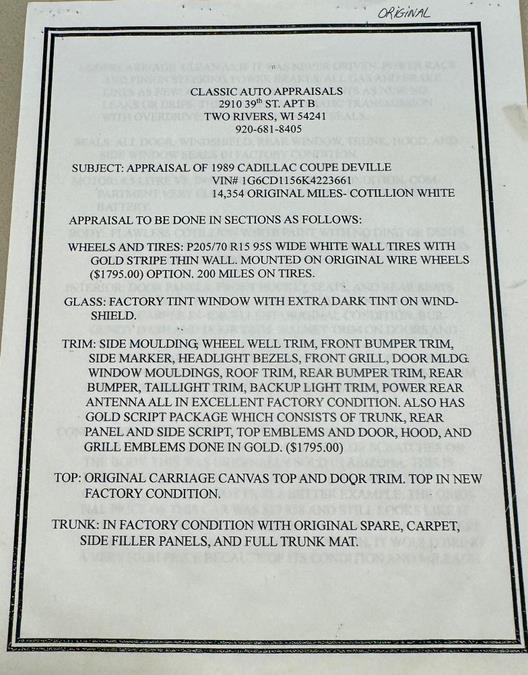 ORIGINAL
CLASSIC AUTO APPRAISALS
2910 39th ST. APT B
TWO RIVERS, WI 54241
920-681-8405
SUBJECT: APPRAISAL OF 1989 CADILLAC COUPE DEVILLE
VIN# 1G6CD1156K4223661
14,354 ORIGINAL MILES- COTILLION WHITE
APPRAISAL TO BE DONE IN SECTIONS AS FOLLOWS:
WHEELS AND TIRES: P205/70 R15 95S WIDE WHITE WALL TIRES WITH
GOLD STRIPE THIN WALL. MOUNTED ON ORIGINAL WIRE WHEELS
($1795.00) OPTION. 200 MILES ON TIRES.
GLASS: FACTORY TINT WINDOW WITH EXTRA DARK TINT ON WIND-
SHIELD.
TRIM: SIDE MOULDING, WHEEL WELL TRIM, FRONT BUMPER TRIM,
SIDE MARKER, HEADLIGHT BEZELS, FRONT GRILL, DOOR MLDG.
WINDOW MOULDINGS, ROOF TRIM, REAR BUMPER TRIM, REAR
BUMPER, TAILLIGHT TRIM, BACKUP LIGHT TRIM, POWER REAR
ANTENNA ALL IN EXCELLENT FACTORY CONDITION. ALSO HAS
GOLD SCRIPT PACKAGE WHICH CONSISTS OF TRUNK, REAR
PANEL AND SIDE SCRIPT, TOP EMBLEMS AND DOOR, HOOD, AND
GRILL EMBLEMS DONE IN GOLD. ($1795.00)
TOP: ORIGINAL CARRIAGE CANVAS TOP AND DOOR TRIM. TOP IN NEW
FACTORY CONDITION.
TRUNK: IN FACTORY CONDITION WITH ORIGINAL SPARE, CARPET,
SIDE FILLER PANELS, AND FULL TRUNK MAT.